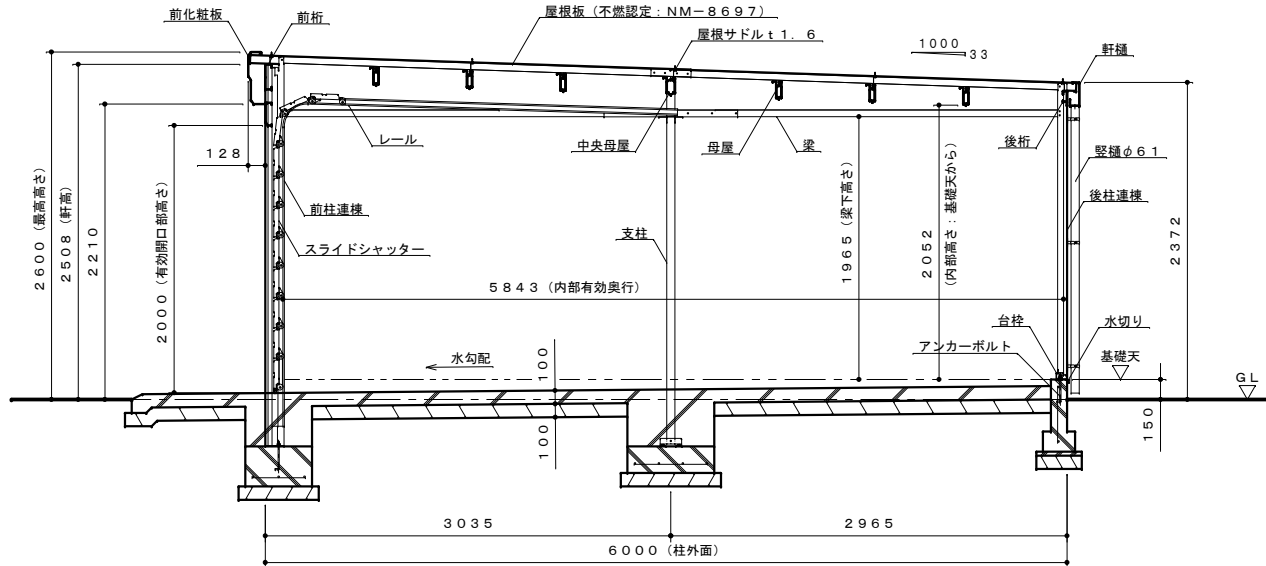 屋根板（不燃認定：ＮＭ－８６９７）
前化粧板
前桁
屋根サドルｔ１．６
１０００
３３
軒樋
レール
中央母屋
母屋
梁
後桁
１２８
竪樋φ６１
前柱連棟
後柱連棟
スライドシャッター
支柱
２６００（最高高さ）
２５０８（軒高）
２２１０
２０００（有効開口部高さ）
１９６５（梁下高さ）
２０５２
（内部高さ：基礎天から）
２３７２
５８４３（内部有効奥行）
台枠
水切り
アンカーボルト
基礎天
水勾配
１００
１００
ＧＬ
１５０
３０３５
２９６５
６０００（柱外面）